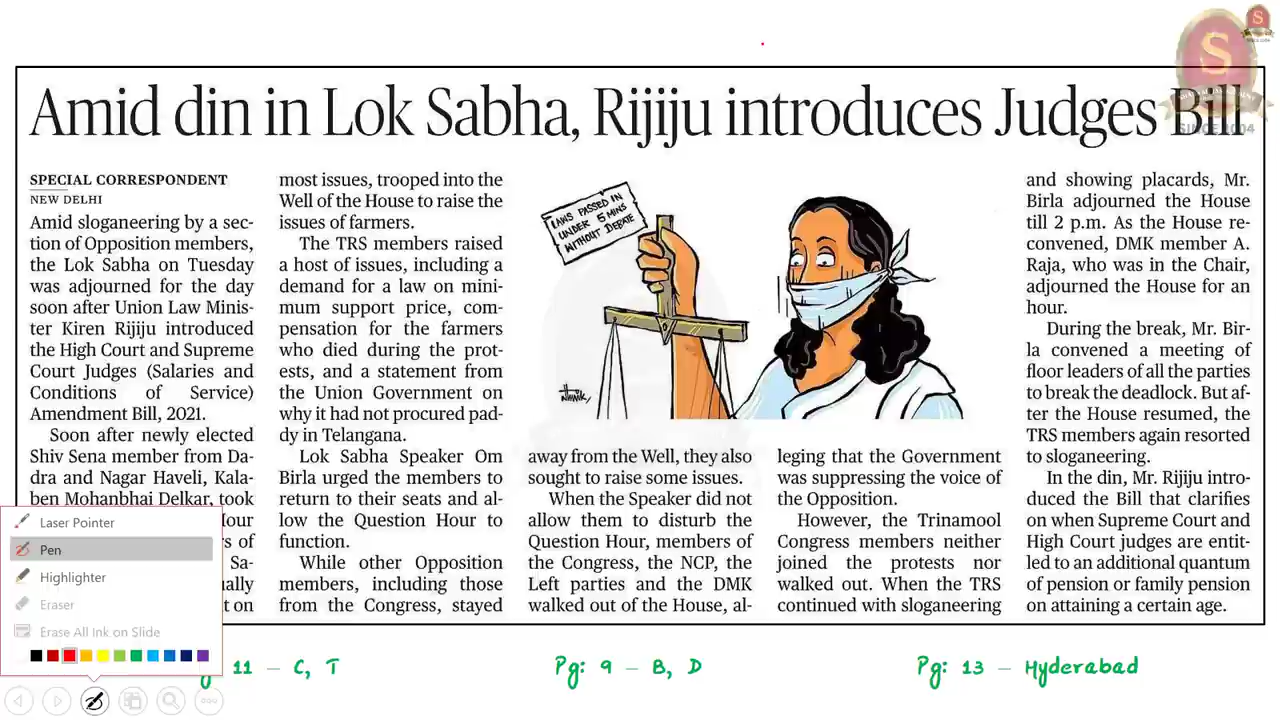 Amid din in Lok Sabha, Rijiju introduces Judges Bill
SPECIAL CORRESPONDENT
NEW DELHI
Amid sloganeering by a sec-
tion of Opposition members,
the Lok Sabha on Tuesday
was adjourned for the day
soon after Union Law Minis-
ter Kiren Rijiju introduced
the High Court and Supreme
Court Judges (Salaries and
Conditions of Service)
Amendment Bill, 2021.
Soon after newly elected
Shiv Sena member from Da-
dra and Nagar Haveli, Kala-
ben Mohanbhai Delkar, took
most issues, trooped into the
Well of the House to raise the
issues of farmers.
The TRS members raised
a host of issues, including a
demand for a law on mini-
mum support price, com-
pensation for the farmers
who died during the prot-
ests, and a statement from
the Union Government on
why it had not procured pad-
dy in Telangana.
Lok Sabha Speaker Om
Birla urged the members to
return to their seats and al-
low the Question Hour to
function.
While other Opposition
members, including those
from the Congress, stayed
LAWS PASSED IN
UNDER 5 MINS
WITHOUT DEBATE
away from the Well, they also
sought to raise some issues.
When the Speaker did not
allow them to disturb the
Question Hour, members of
the Congress, the NCP, the
Left parties and the DMK
walked out of the House, al-
leging that the Government
was suppressing the voice of
the Opposition.
However, the Trinamool
Congress members neither
joined the protests nor
walked out. When the TRS
continued with sloganeering
and showing placards, Mr.
Birla adjourned the House
till 2 p.m. As the House re-
convened, DMK member A.
Raja, who was in the Chair,
adjourned the House for an
hour.
During the break, Mr. Bir-
la convened a meeting of
floor leaders of all the parties
to break the deadlock. But af-
ter the House resumed, the
TRS members again resorted
to sloganeering.
In the din, Mr. Rijiju intro-
duced the Bill that clarifies
on when Supreme Court and
High Court judges are entit-
led to an additional quantum
of pension or family pension
on attaining a certain age.
Laser Pointer
Pen
Highlighter
Eraser
Erase All Ink on Slide
11 - C, T
Pg: 9 - B, D
Pg: 13 - Hyderabad
S
SINCE 2004